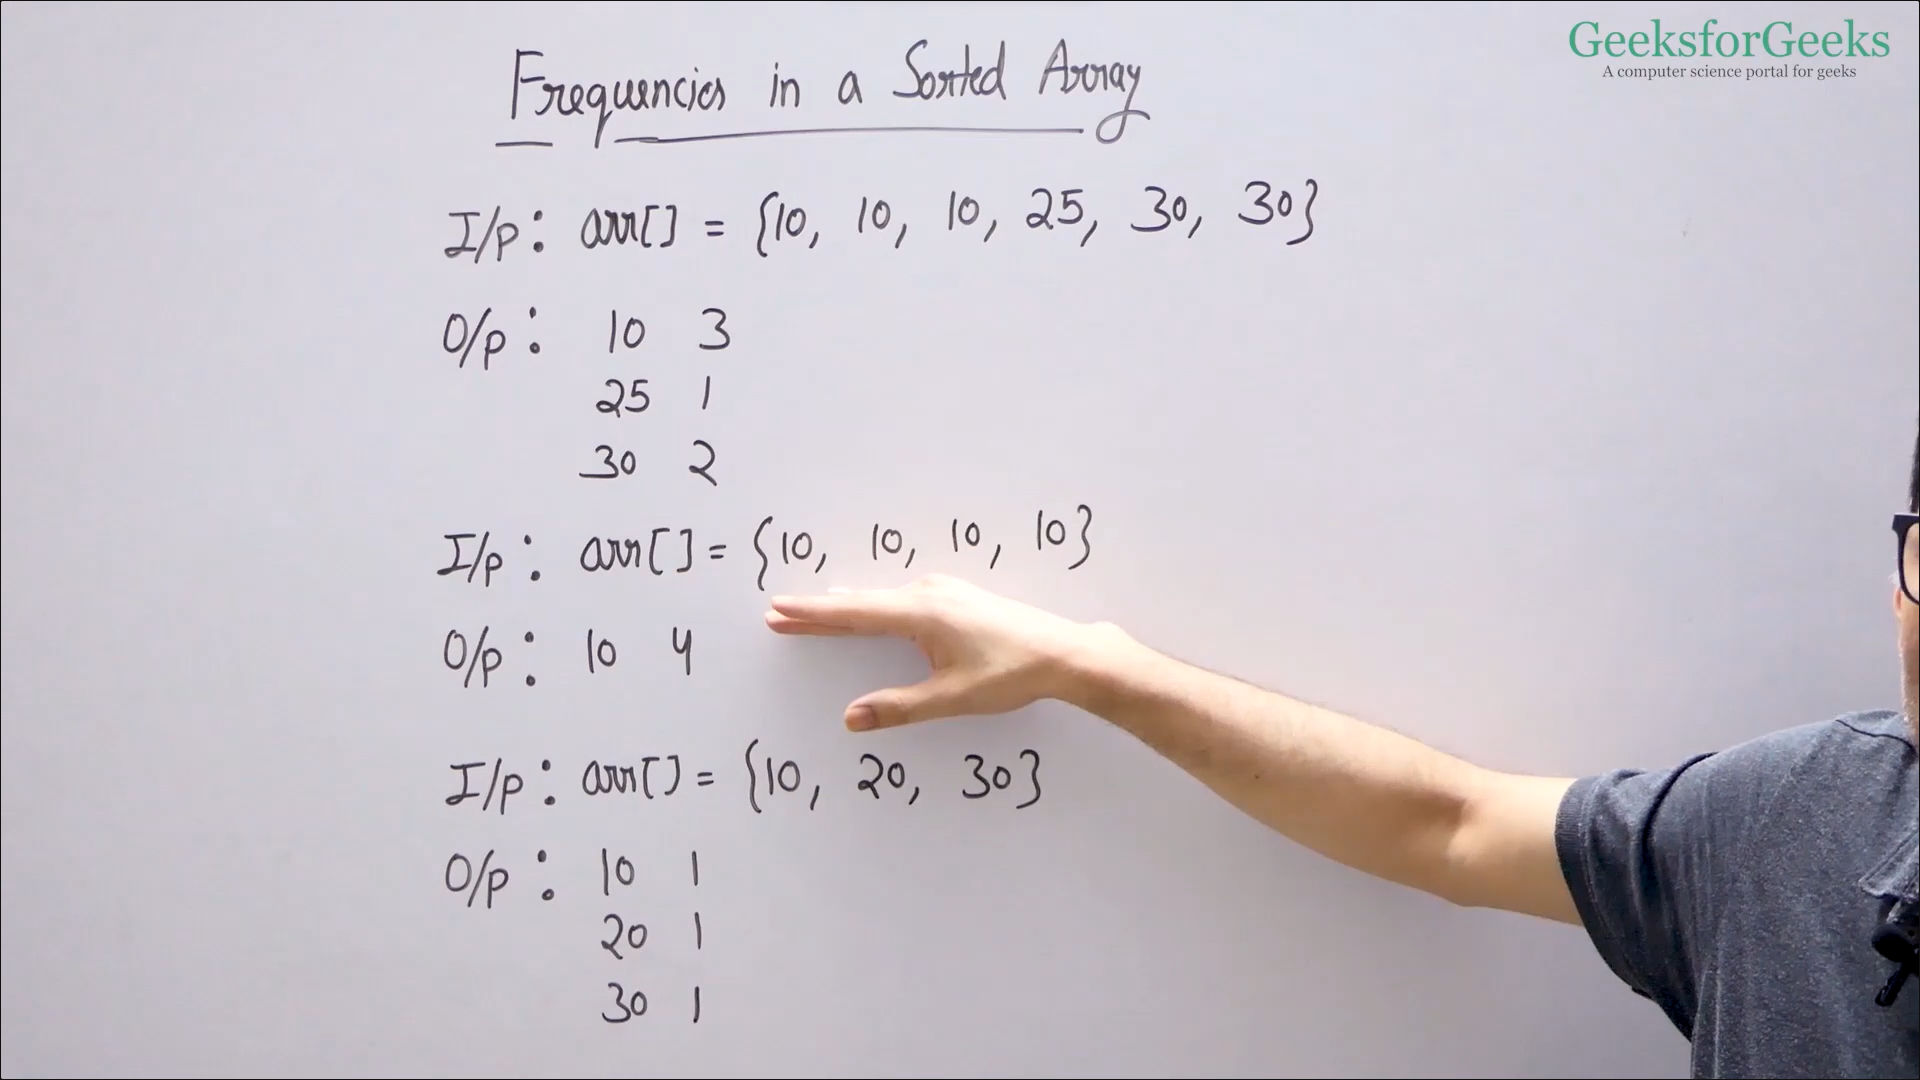 GeeksforGeeks
A computer science portal for geeks
Frequencies in a Sorted Array
I/p : arr[] = {10, 10, 10, 25, 30, 30}
O/p : 10 3
25 1
30 2
I/p : arr[] = {10, 10, 10, 10}
O/p : 10 4
I/p : arr[] = {10, 20, 30}
O/p : 10 1
20 1
30 1